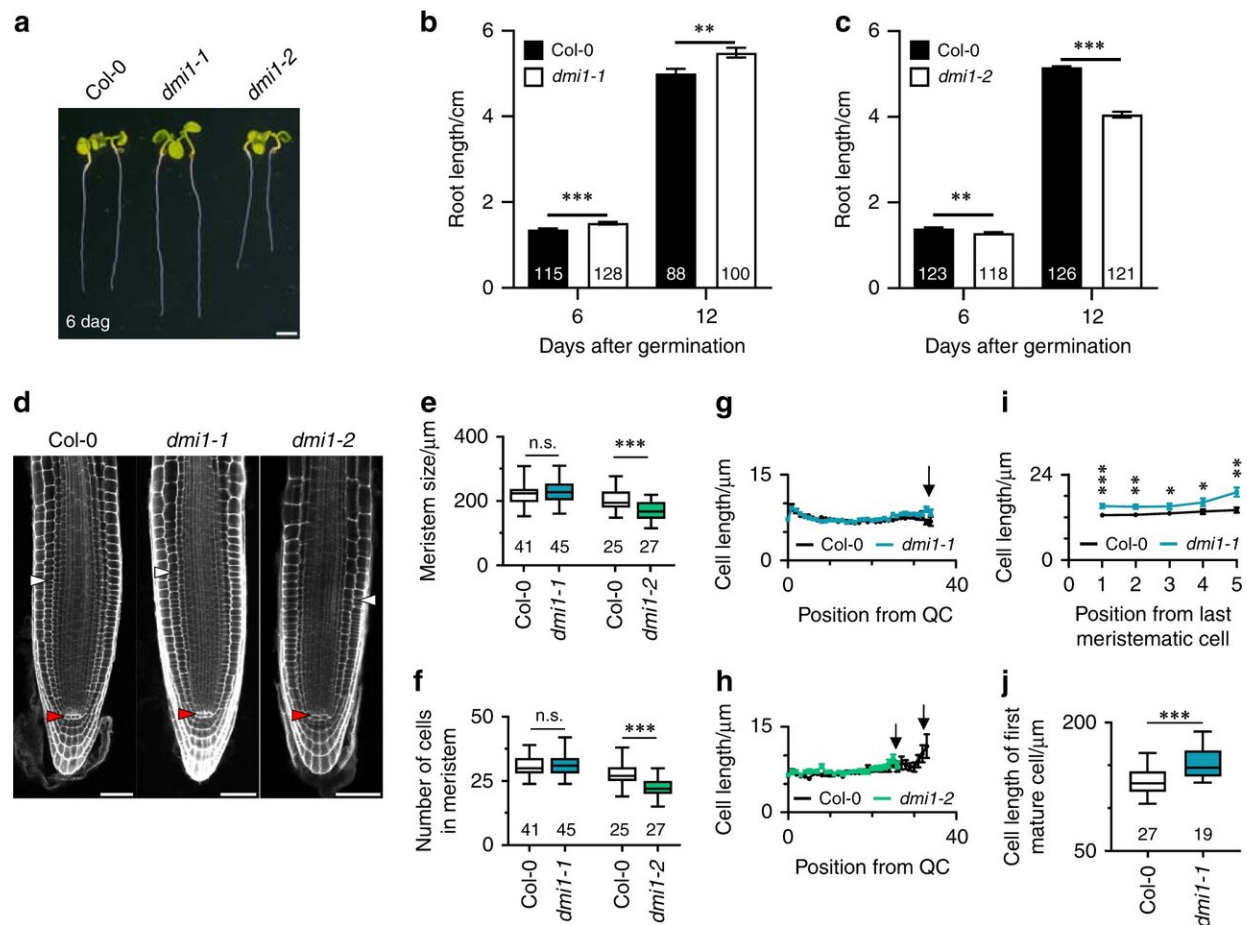 a
Col-0
dmi1-1
dmi1-2
6 dag
b
Root length/cm
6
4
2
0
Col-0
dmi1-1
***
**
115
128
88
100
6
12
Days after germination
c
Root length/cm
6
4
2
0
Col-0
dmi1-2
**
***
123
118
126
121
6
12
Days after germination
d
Col-0
dmi1-1
dmi1-2
e
Meristem size/μm
400
200
0
n.s.
***
41
45
25
27
Col-0
dmi1-1
Col-0
dmi1-2
f
Number of cells
in meristem
50
25
0
n.s.
***
41
45
25
27
Col-0
dmi1-1
Col-0
dmi1-2
g
Cell length/μm
15
0
Col-0
dmi1-1
0
40
Position from QC
h
Cell length/μm
15
0
Col-0
dmi1-2
0
40
Position from QC
i
Cell length/μm
24
12
0
***
**
*
*
**
Col-0
dmi1-1
0
1
2
3
4
5
Position from last
meristematic cell
j
Cell length of first
mature cell/μm
200
50
***
27
19
Col-0
dmi1-1